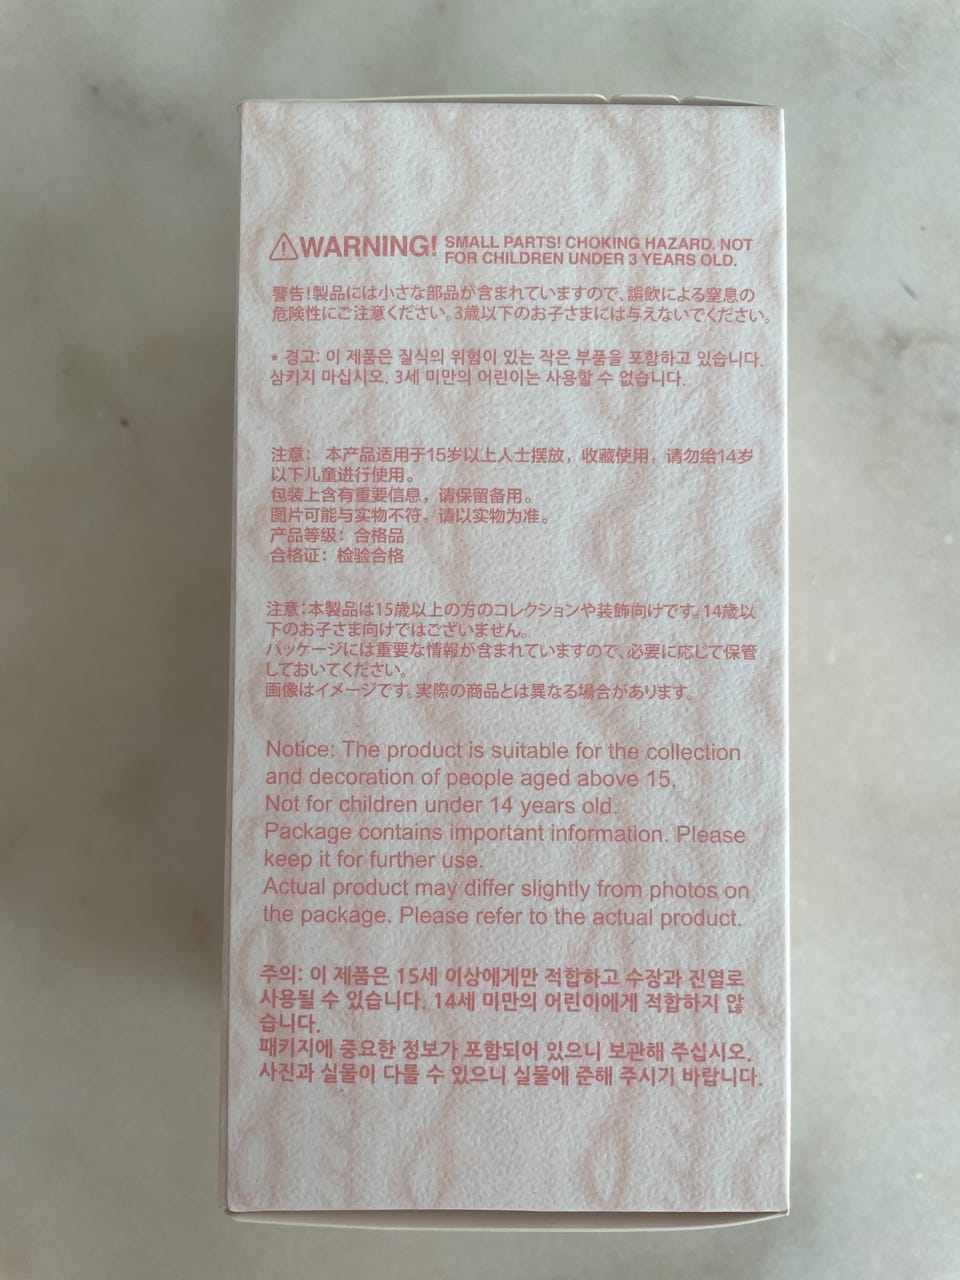 ⚠WARNING! SMALL PARTS! CHOKING HAZARD. NOT
FOR CHILDREN UNDER 3 YEARS OLD.
警告!製品には小さな部品が含まれていますので、誤飲による窒息の
危険性にご注意ください。3歳以下のお子さまには与えないでください。
* 경고: 이 제품은 질식의 위험이 있는 작은 부품을 포함하고 있습니다.
삼키지 마십시오. 3세 미만의 어린이는 사용할 수 없습니다.
注意： 本产品适用于15岁以上人士摆放，收藏使用，请勿给14岁
以下儿童进行使用。
包装上含有重要信息，请保留备用。
图片可能与实物不符，请以实物为准。
产品等级：合格品
合格证：检验合格
注意：本製品は15歳以上の方のコレクションや装飾向けです。14歳以
下のお子さま向けではございません。
パッケージには重要な情報が含まれていますので、必要に応じて保管
しておいてください。
画像はイメージです。実際の商品とは異なる場合があります。
Notice: The product is suitable for the collection
and decoration of people aged above 15,
Not for children under 14 years old.
Package contains important information. Please
keep it for further use.
Actual product may differ slightly from photos on
the package. Please refer to the actual product.
주의: 이 제품은 15세 이상에게만 적합하고 수장과 진열로
사용될 수 있습니다. 14세 미만의 어린이에게 적합하지 않
습니다.
패키지에 중요한 정보가 포함되어 있으니 보관해 주십시오.
사진과 실물이 다를 수 있으니 실물에 준해 주시기 바랍니다.